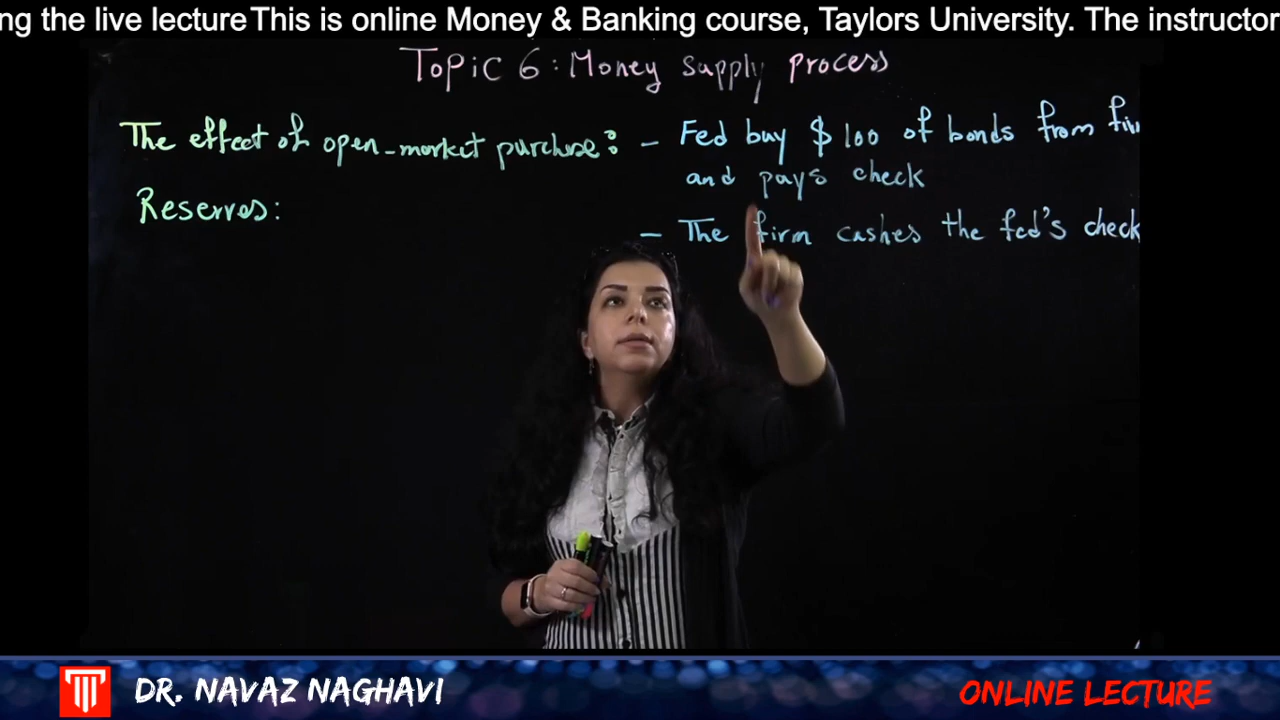 ng the live lectureThis is online Money & Banking course, Taylors University. The instructor
Topic 6: Money supply process
The effect of open-market purchase:
- Fed buy $100 of bonds from
and pays check
Reserves:
- The firm cashes the fed's check
DR. NAVAZ NAGHAVI
ONLINE LECTURE